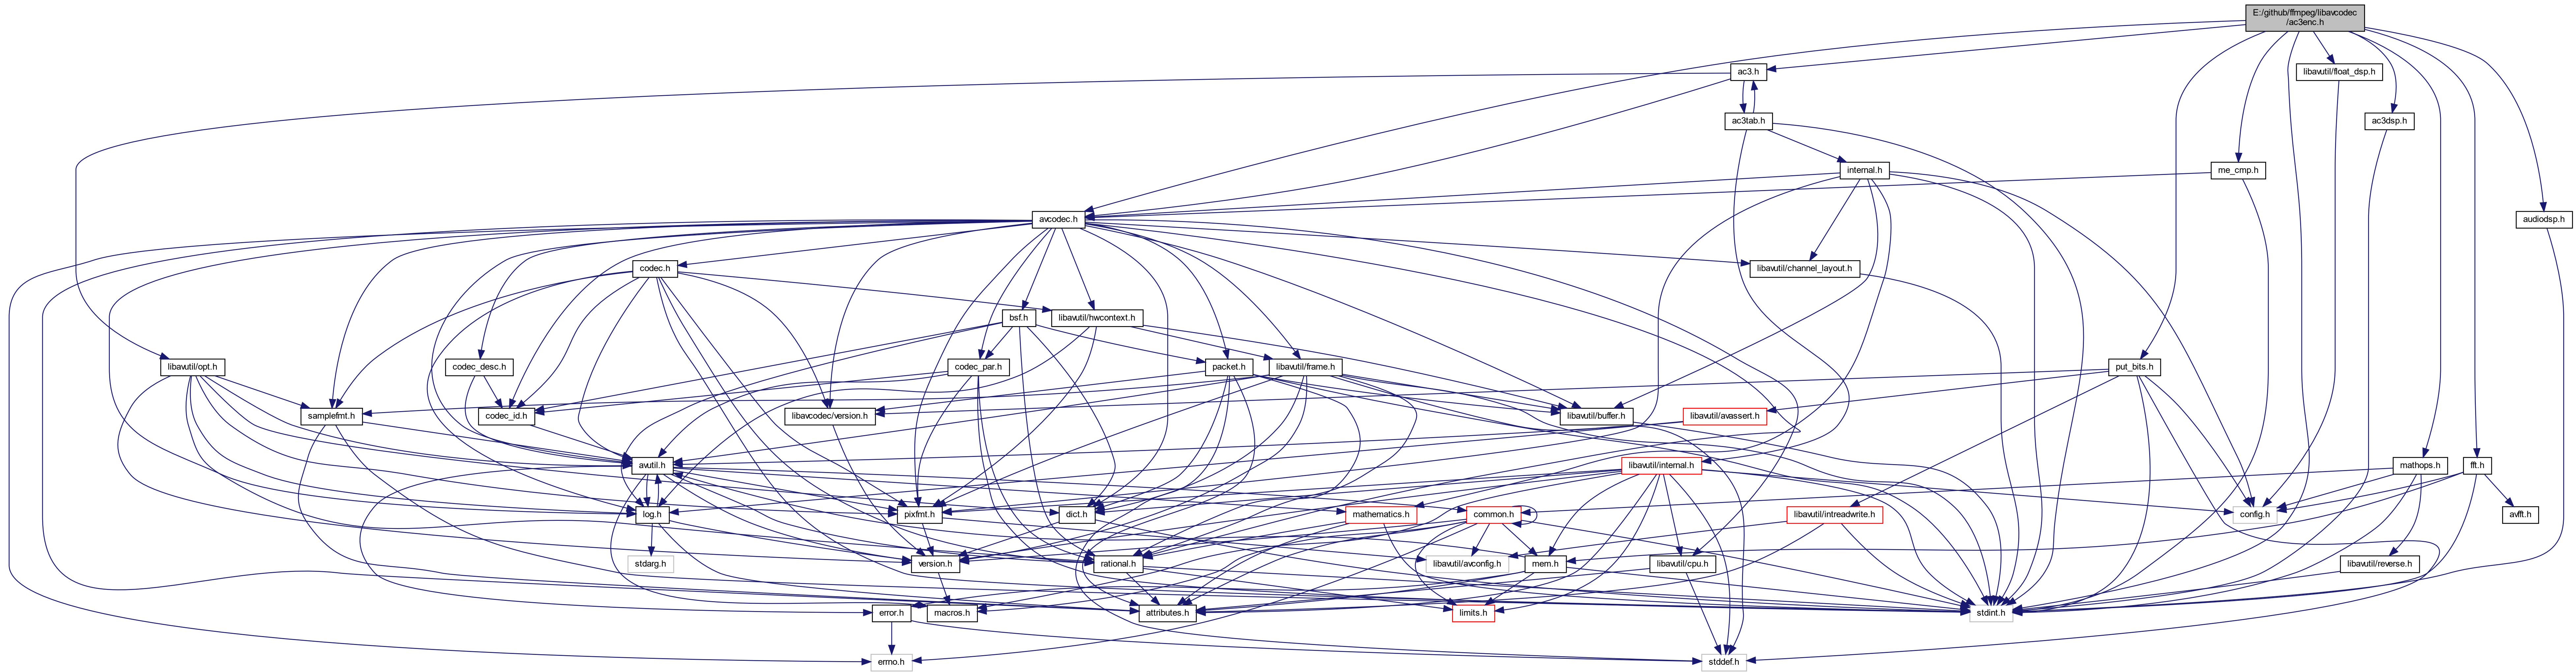 E:/github/ffmpeg/libavcodec
/ac3enc.h
ac3.h
libavutil/float_dsp.h
ac3tab.h
ac3dsp.h
internal.h
me_cmp.h
avcodec.h
audiodsp.h
codec.h
libavutil/channel_layout.h
bsf.h
libavutil/hwcontext.h
libavutil/opt.h
codec_desc.h
codec_par.h
packet.h
libavutil/frame.h
put_bits.h
samplefmt.h
codec_id.h
libavcodec/version.h
libavutil/buffer.h
libavutil/avassert.h
avutil.h
libavutil/internal.h
mathops.h
fft.h
log.h
pixfmt.h
dict.h
mathematics.h
common.h
libavutil/intreadwrite.h
config.h
avfft.h
stdarg.h
version.h
rational.h
libavutil/avconfig.h
mem.h
libavutil/cpu.h
libavutil/reverse.h
error.h
macros.h
attributes.h
limits.h
stdint.h
errno.h
stddef.h